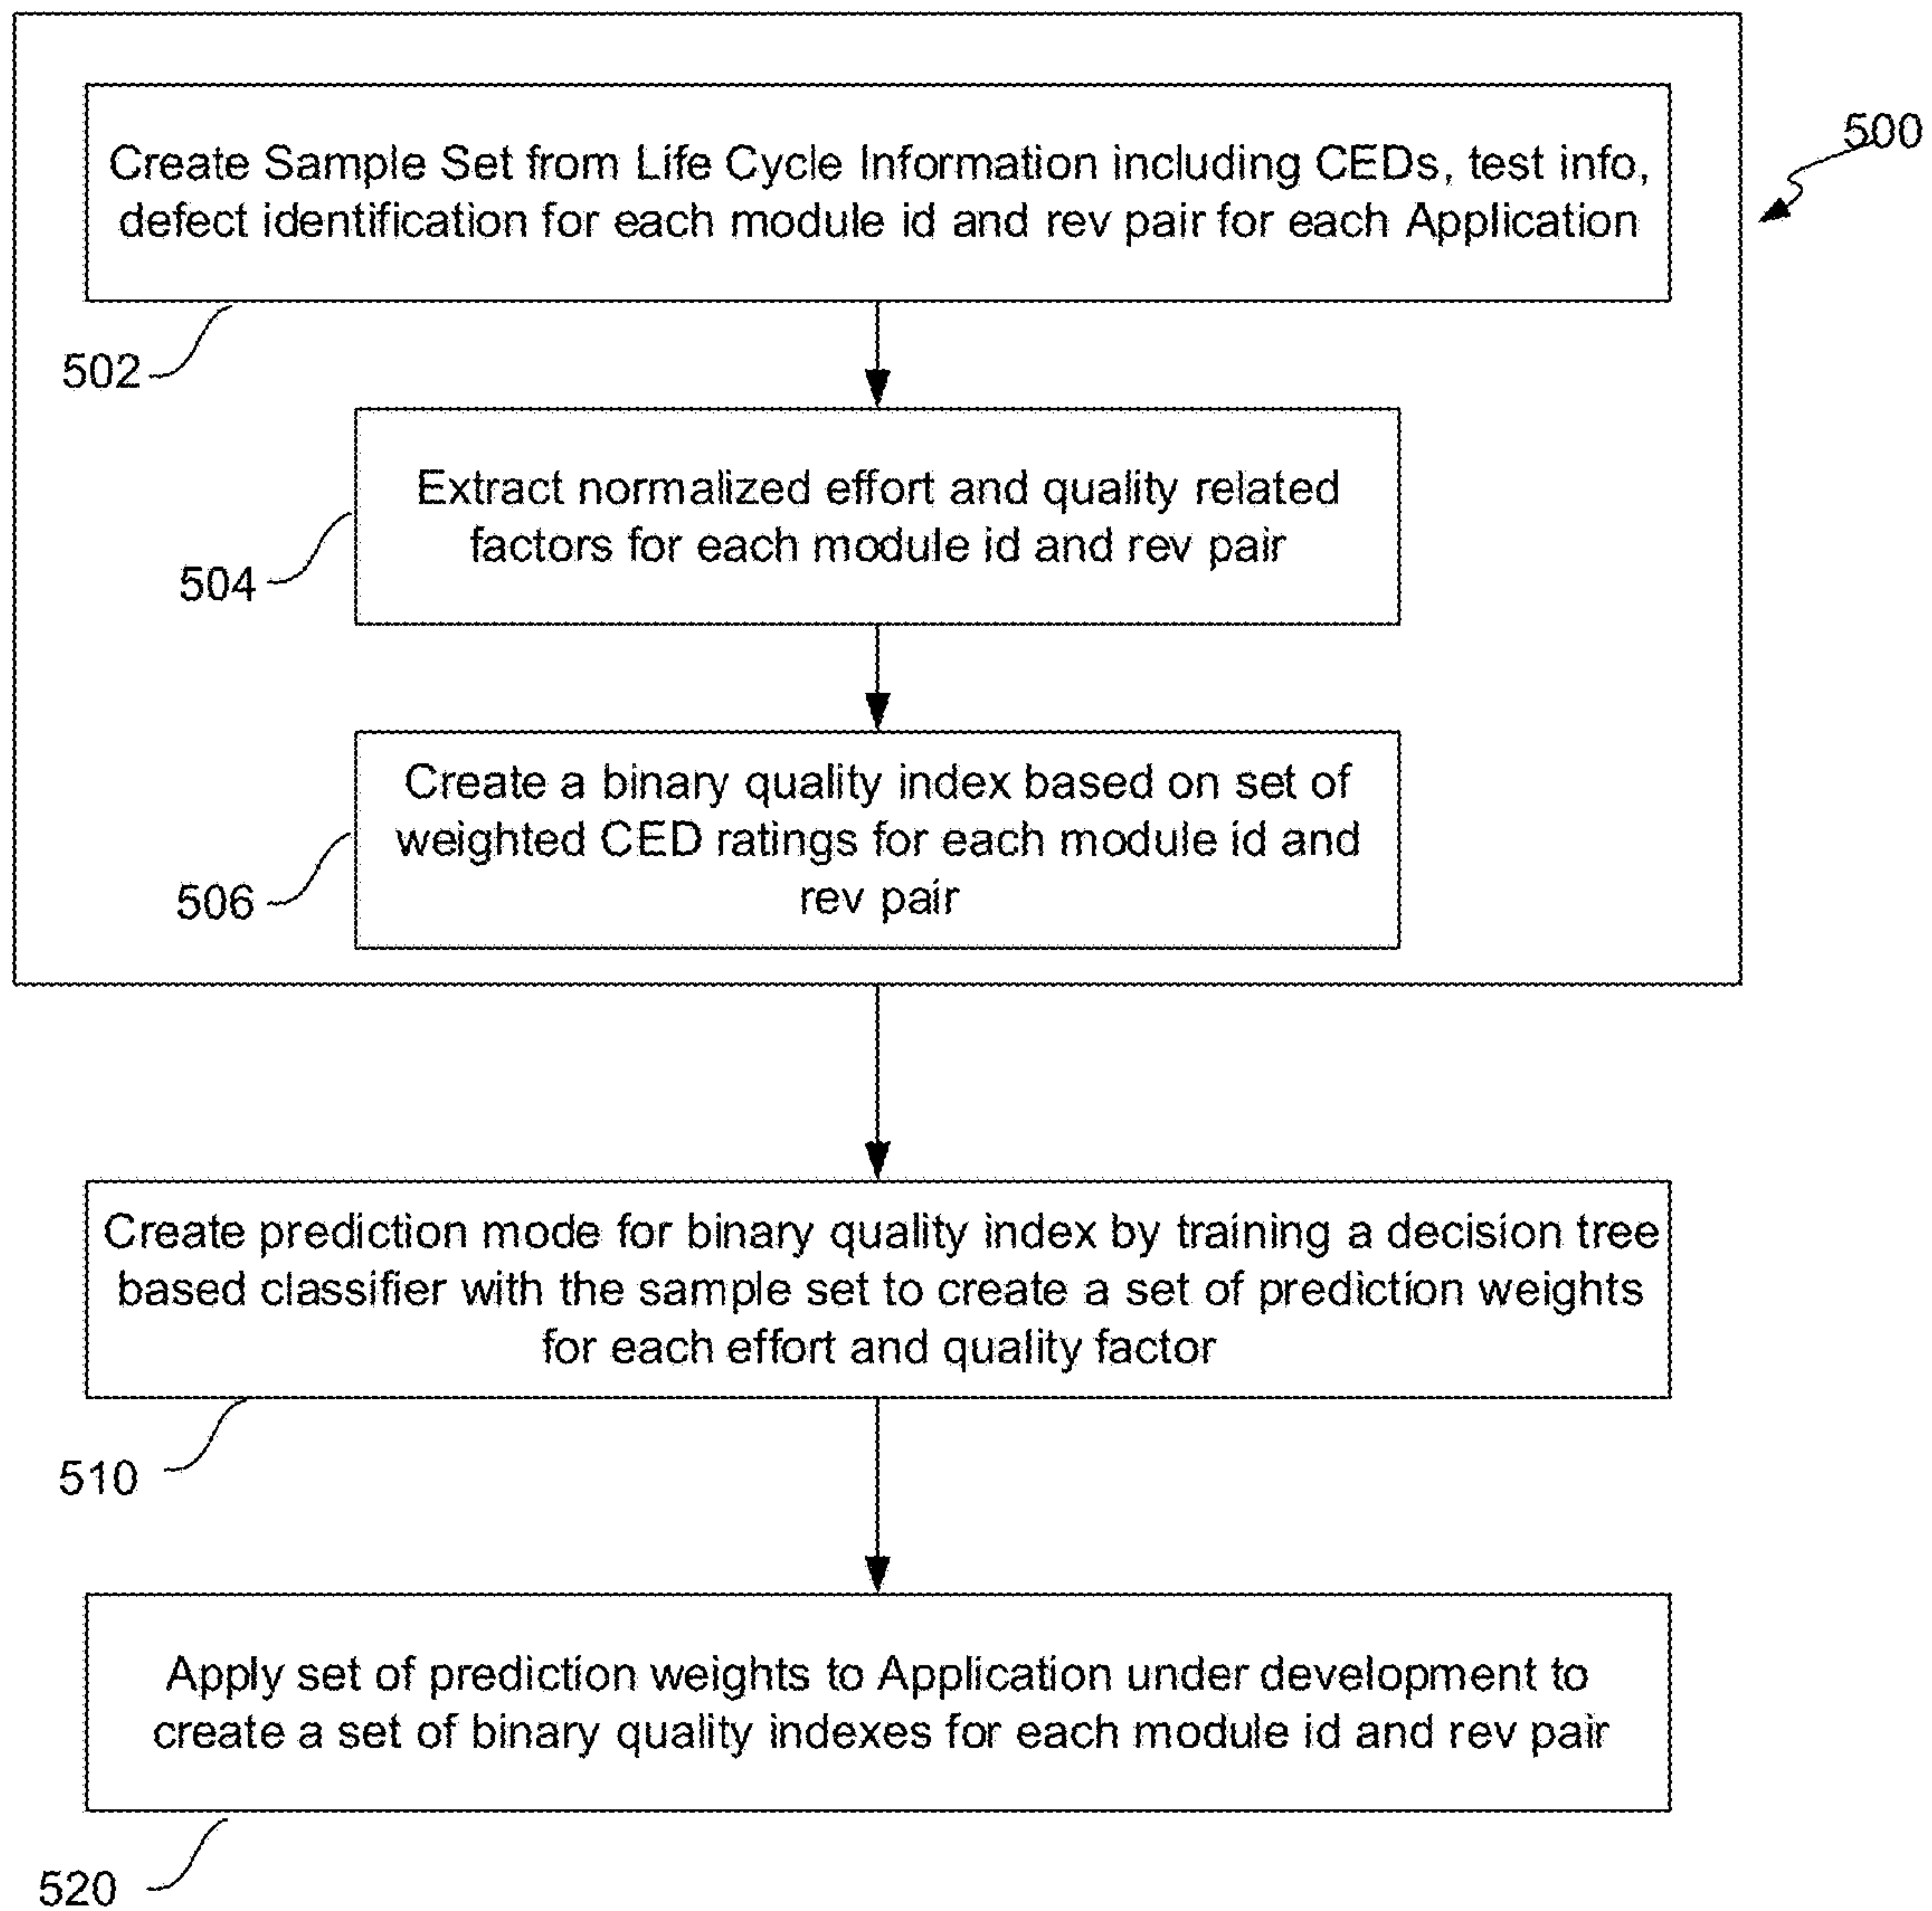 Create Sample Set from Life Cycle Information including CEDs, test info,
defect identification for each module id and rev pair for each Application
500
502
Extract normalized effort and quality related
factors for each module id and rev pair
504
Create a binary quality index based on set of
weighted CED ratings for each module id and
rev pair
506
Create prediction mode for binary quality index by training a decision tree
based classifier with the sample set to create a set of prediction weights
for each effort and quality factor
510
Apply set of prediction weights to Application under development to
create a set of binary quality indexes for each module id and rev pair
520